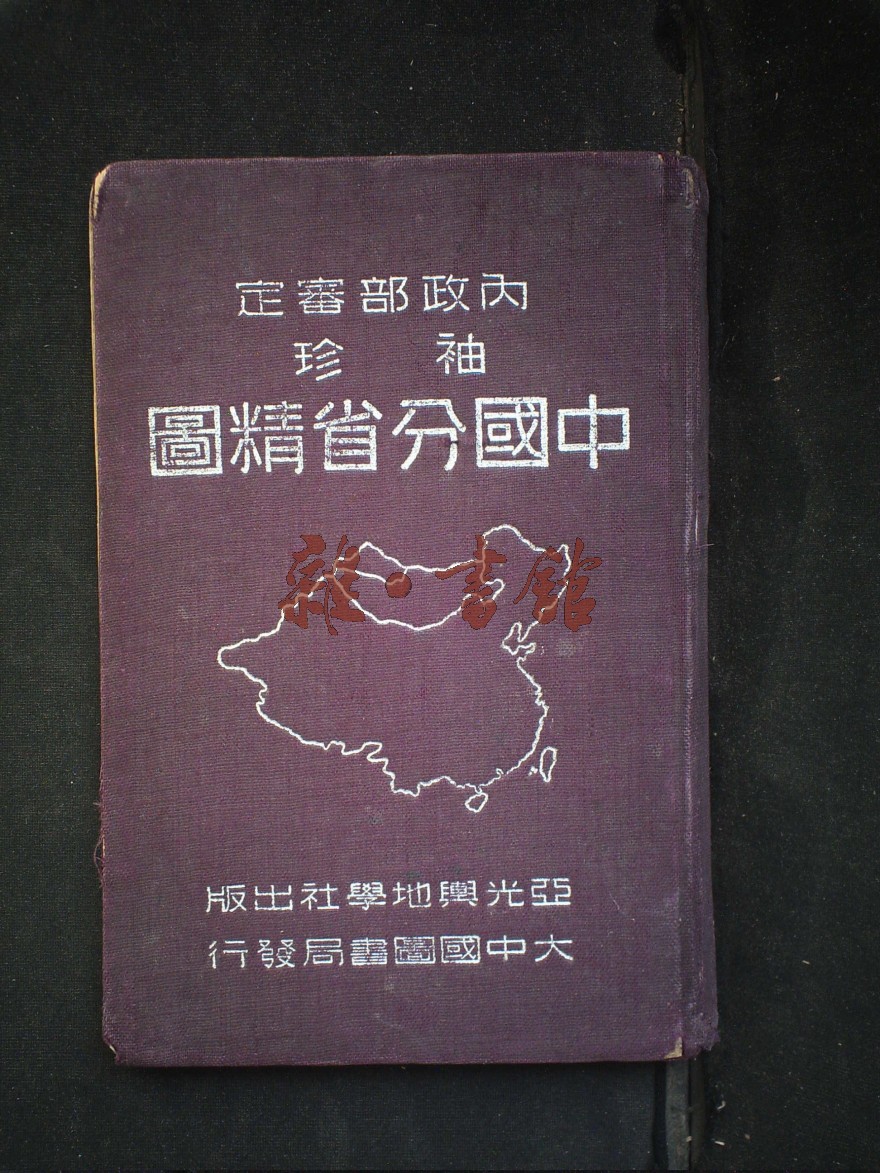 內政部審定
袖珍
中國分省精圖
雜·書館
亞光輿地學社出版
大中國圖書局發行